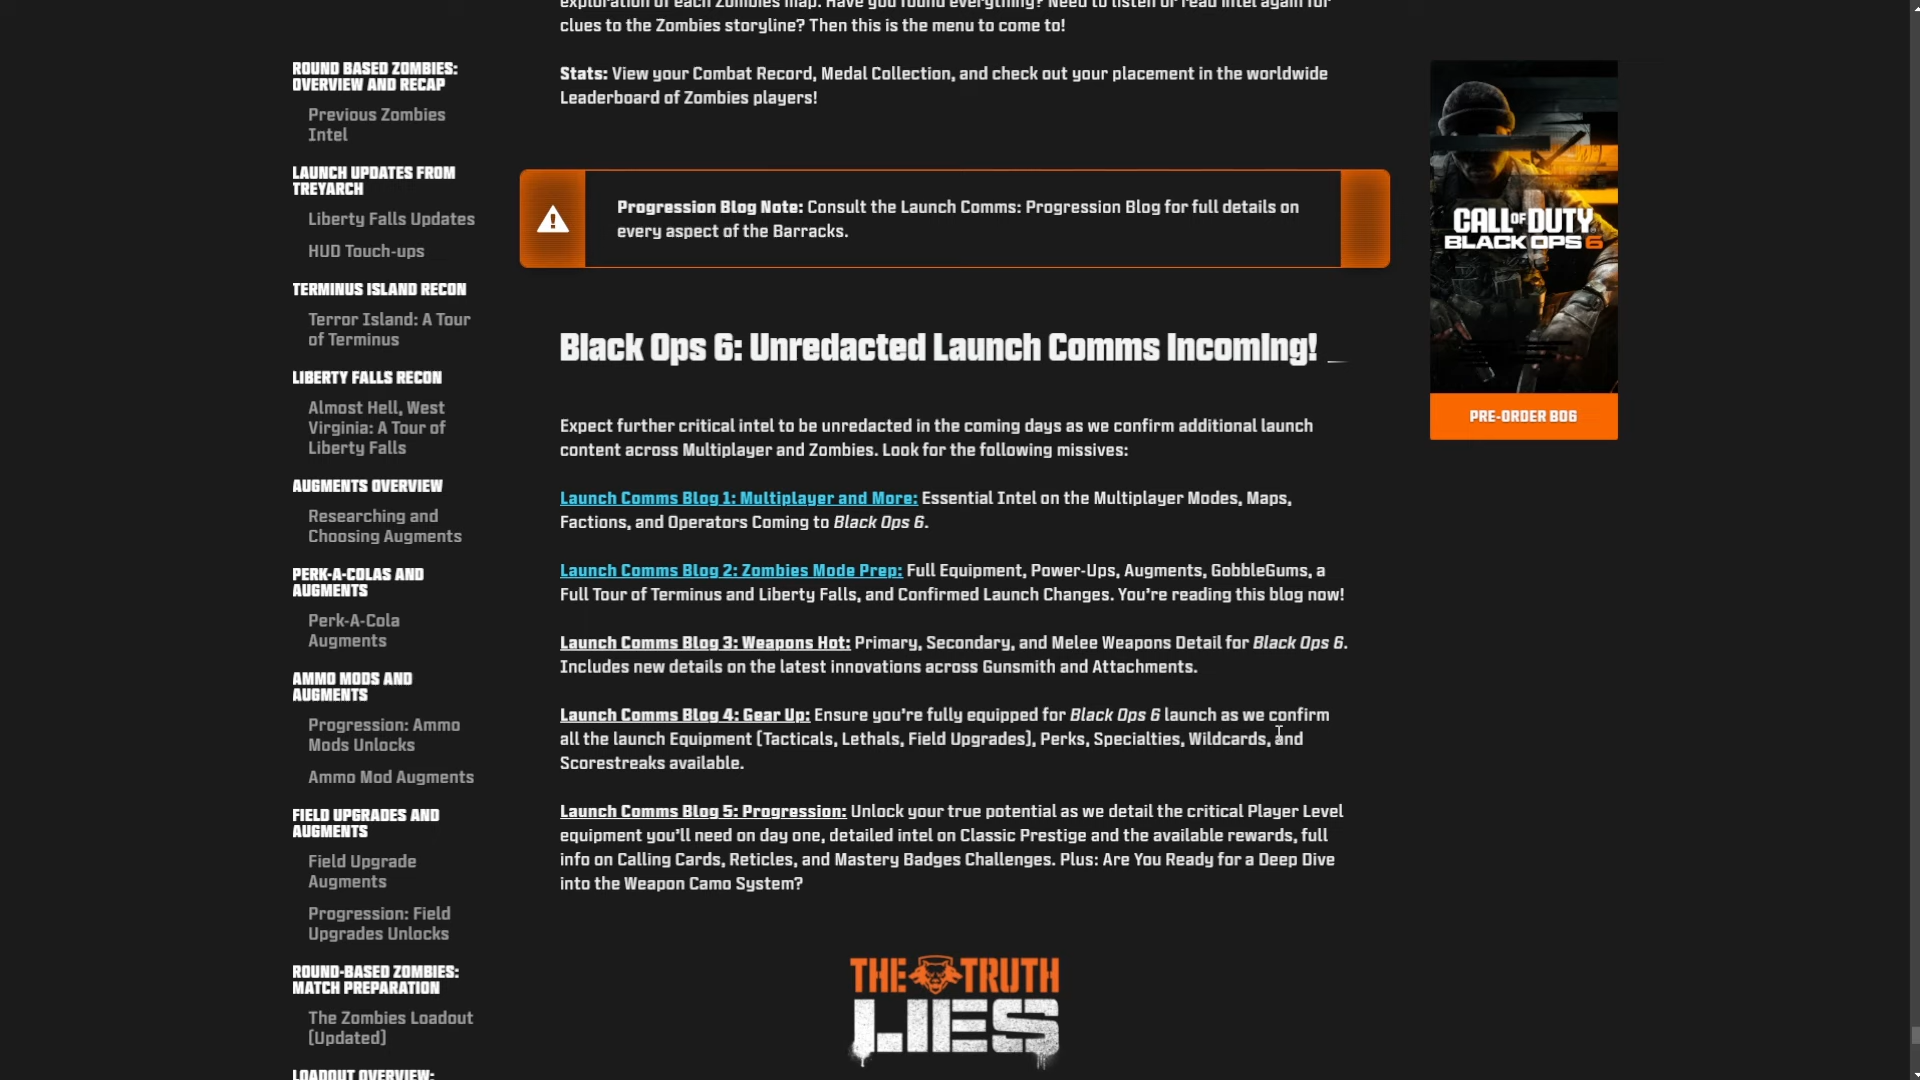 exploration of each Zombies map. Have you found everything? Need to listen or read intel again for
clues to the Zombies storyline? Then this is the menu to come to!
Stats: View your Combat Record, Medal Collection, and check out your placement in the worldwide
Leaderboard of Zombies players!
Progression Blog Note: Consult the Launch Comms: Progression Blog for full details on
every aspect of the Barracks.
Black Ops 6: Unredacted Launch Comms Incoming! _
Expect further critical intel to be unredacted in the coming days as we confirm additional launch
content across Multiplayer and Zombies. Look for the following missives:
Launch Comms Blog 1: Multiplayer and More: Essential Intel on the Multiplayer Modes, Maps,
Factions, and Operators Coming to Black Ops 6.
Launch Comms Blog 2: Zombies Mode Prep: Full Equipment, Power-Ups, Augments, GobbleGums, a
Full Tour of Terminus and Liberty Falls, and Confirmed Launch Changes. You're reading this blog now!
Launch Comms Blog 3: Weapons Hot: Primary, Secondary, and Melee Weapons Detail for Black Ops 6.
Includes new details on the latest innovations across Gunsmith and Attachments.
Launch Comms Blog 4: Gear Up: Ensure you're fully equipped for Black Ops 6 launch as we confirm
all the launch Equipment (Tacticals, Lethals, Field Upgrades), Perks, Specialties, Wildcards, and
Scorestreaks available.
Launch Comms Blog 5: Progression: Unlock your true potential as we detail the critical Player Level
equipment you'll need on day one, detailed intel on Classic Prestige and the available rewards, full
info on Calling Cards, Reticles, and Mastery Badges Challenges. Plus: Are You Ready for a Deep Dive
into the Weapon Camo System?
THE TRUTH
LIES
ROUND BASED ZOMBIES:
OVERVIEW AND RECAP
Previous Zombies
Intel
LAUNCH UPDATES FROM
TREYARCH
Liberty Falls Updates
HUD Touch-ups
TERMINUS ISLAND RECON
Terror Island: A Tour
of Terminus
LIBERTY FALLS RECON
Almost Hell, West
Virginia: A Tour of
Liberty Falls
AUGMENTS OVERVIEW
Researching and
Choosing Augments
PERK-A-COLAS AND
AUGMENTS
Perk-A-Cola
Augments
AMMO MODS AND
AUGMENTS
Progression: Ammo
Mods Unlocks
Ammo Mod Augments
FIELD UPGRADES AND
AUGMENTS
Field Upgrade
Augments
Progression: Field
Upgrades Unlocks
ROUND-BASED ZOMBIES:
MATCH PREPARATION
The Zombies Loadout
(Updated)
LOADOUT OVERVIEW:
CALL OF DUTY
BLACK OPS 6
PRE-ORDER BO6